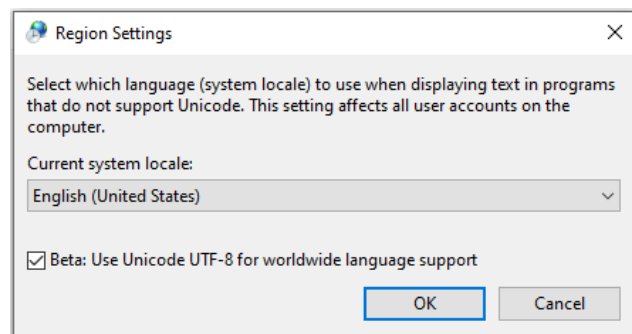 Region Settings
Select which language (system locale) to use when displaying text in programs
that do not support Unicode. This setting affects all user accounts on the
computer.
Current system locale:
English (United States)
Beta: Use Unicode UTF-8 for worldwide language support
OK Cancel